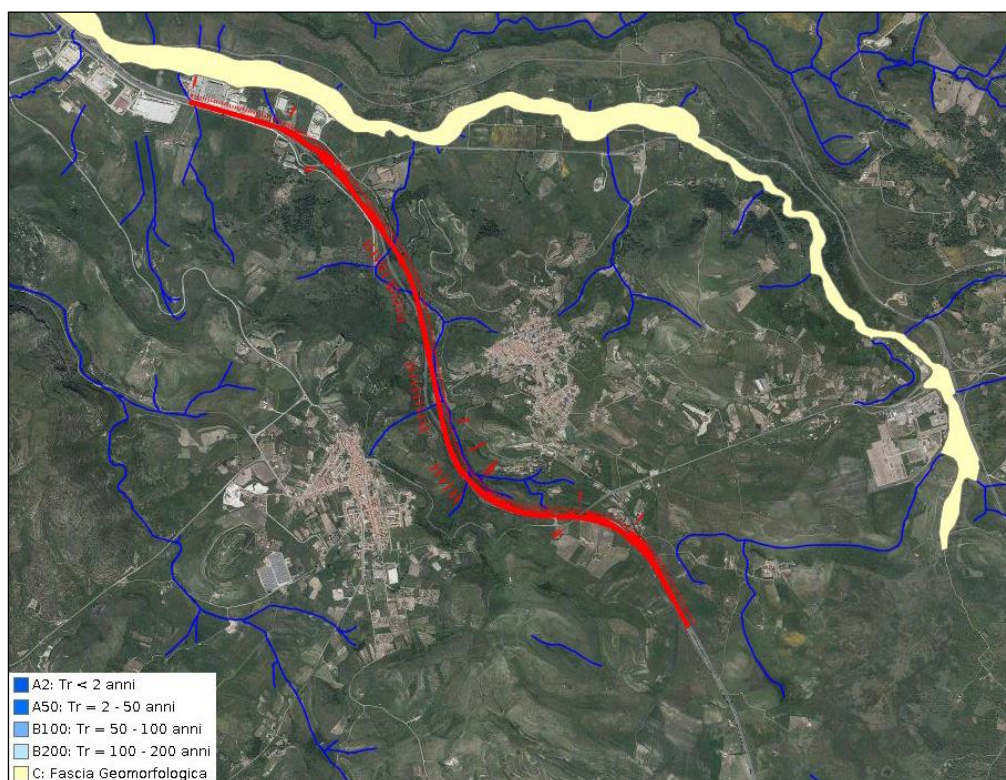 A2: Tr < 2 anni
A50: Tr = 2 - 50 anni
B100: Tr = 50 - 100 anni
B200: Tr = 100 - 200 anni
C: Fascia Geomorfologica